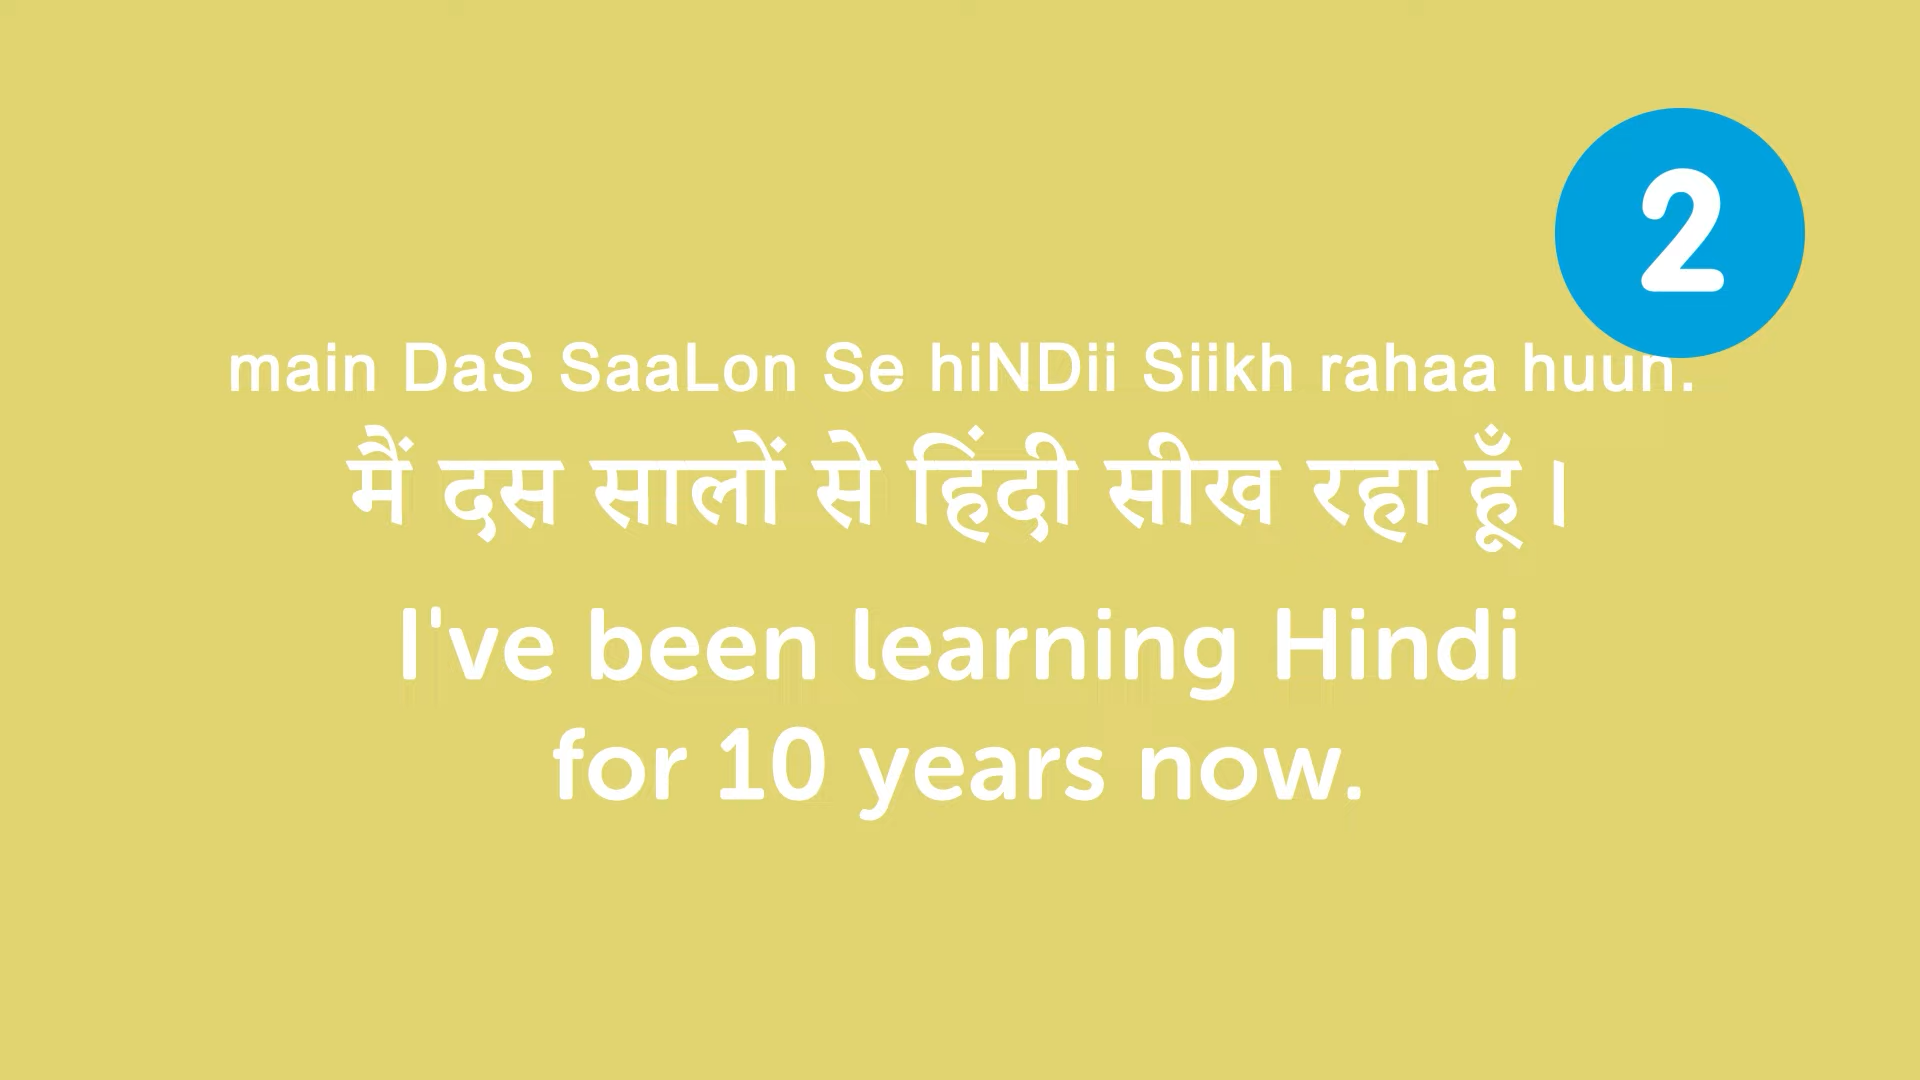 2
main DaS SaaLon Se hiNDii Siikh rahaa huun.
मैं दस सालों से हिंदी सीख रहा हूँ।
I've been learning Hindi
for 10 years now.